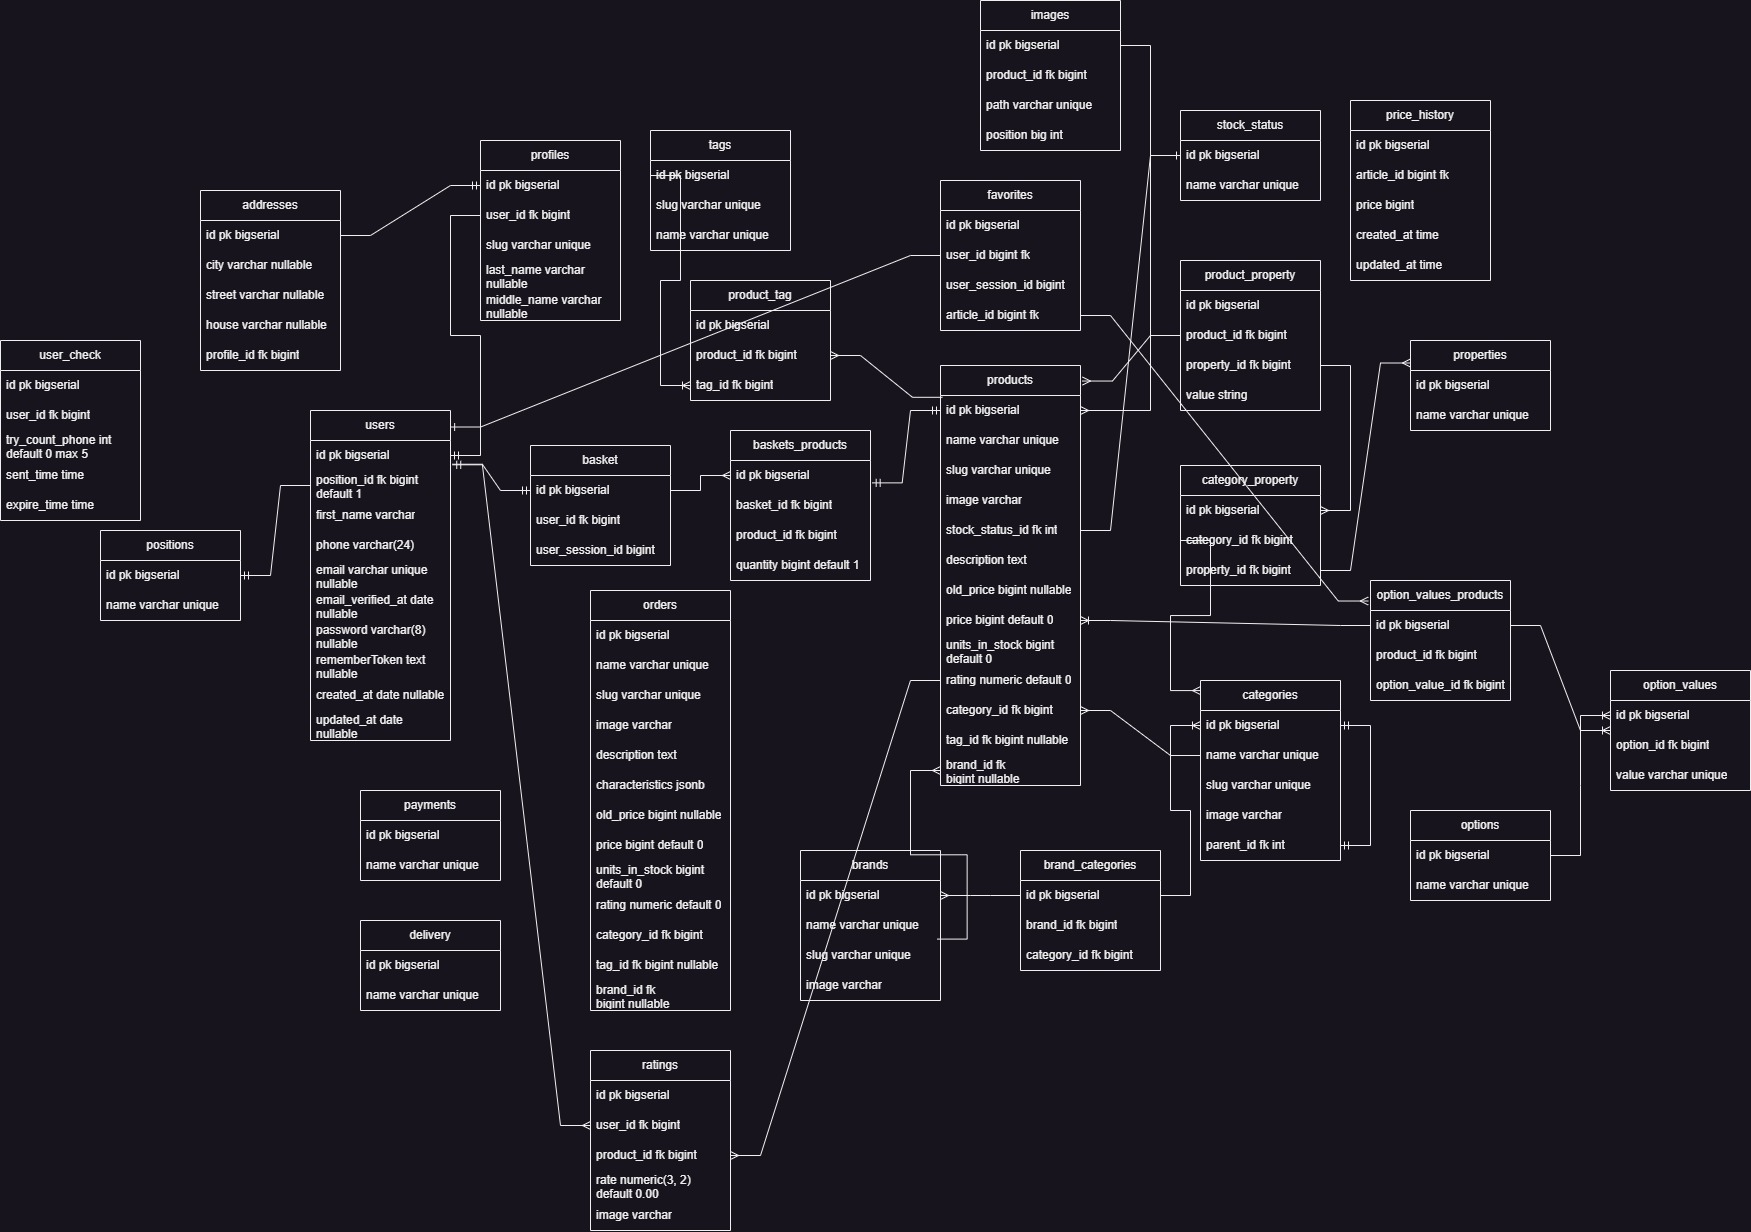 images
id pk bigserial
product_id fk bigint
path varchar unique
position big int
stock_status
id pk bigserial
name varchar unique
price_history
id pk bigserial
article_id bigint fk
price bigint
created_at time
updated_at time
profiles
id pk bigserial
user_id fk bigint
slug varchar unique
last_name varchar
nullable
middle_name varchar
nullable
tags
id pk bigserial
slug varchar unique
name varchar unique
addresses
id pk bigserial
city varchar nullable
street varchar nullable
house varchar nullable
profile_id fk bigint
favorites
id pk bigserial
user_id bigint fk
user_session_id bigint
article_id bigint fk
product_property
id pk bigserial
product_id fk bigint
property_id fk bigint
value string
product_tag
id pk bigserial
product_id fk bigint
tag_id fk bigint
user_check
id pk bigserial
user_id fk bigint
try_count_phone int
default 0 max 5
sent_time time
expire_time time
properties
id pk bigserial
name varchar unique
products
id pk bigserial
name varchar unique
slug varchar unique
image varchar
stock_status_id fk int
description text
old_price bigint nullable
price bigint default 0
units_in_stock bigint
default 0
rating numeric default 0
category_id fk bigint
tag_id fk bigint nullable
brand_id fk
bigint nullable
users
id pk bigserial
position_id fk bigint
default 1
first_name varchar
phone varchar(24)
email varchar unique
nullable
email_verified_at date
nullable
password varchar(8)
nullable
rememberToken text
nullable
created_at date nullable
updated_at date
nullable
basket
id pk bigserial
user_id fk bigint
user_session_id bigint
baskets_products
id pk bigserial
basket_id fk bigint
product_id fk bigint
quantity bigint default 1
category_property
id pk bigserial
category_id fk bigint
property_id fk bigint
positions
id pk bigserial
name varchar unique
option_values_products
id pk bigserial
product_id fk bigint
option_value_id fk bigint
orders
id pk bigserial
name varchar unique
slug varchar unique
image varchar
description text
characteristics jsonb
old_price bigint nullable
price bigint default 0
units_in_stock bigint
default 0
rating numeric default 0
category_id fk bigint
tag_id fk bigint nullable
brand_id fk
bigint nullable
categories
id pk bigserial
name varchar unique
slug varchar unique
image varchar
parent_id fk int
option_values
id pk bigserial
option_id fk bigint
value varchar unique
payments
id pk bigserial
name varchar unique
options
id pk bigserial
name varchar unique
brands
id pk bigserial
name varchar unique
slug varchar unique
image varchar
brand_categories
id pk bigserial
brand_id fk bigint
category_id fk bigint
delivery
id pk bigserial
name varchar unique
ratings
id pk bigserial
user_id fk bigint
product_id fk bigint
rate numeric(3, 2)
default 0.00
image varchar